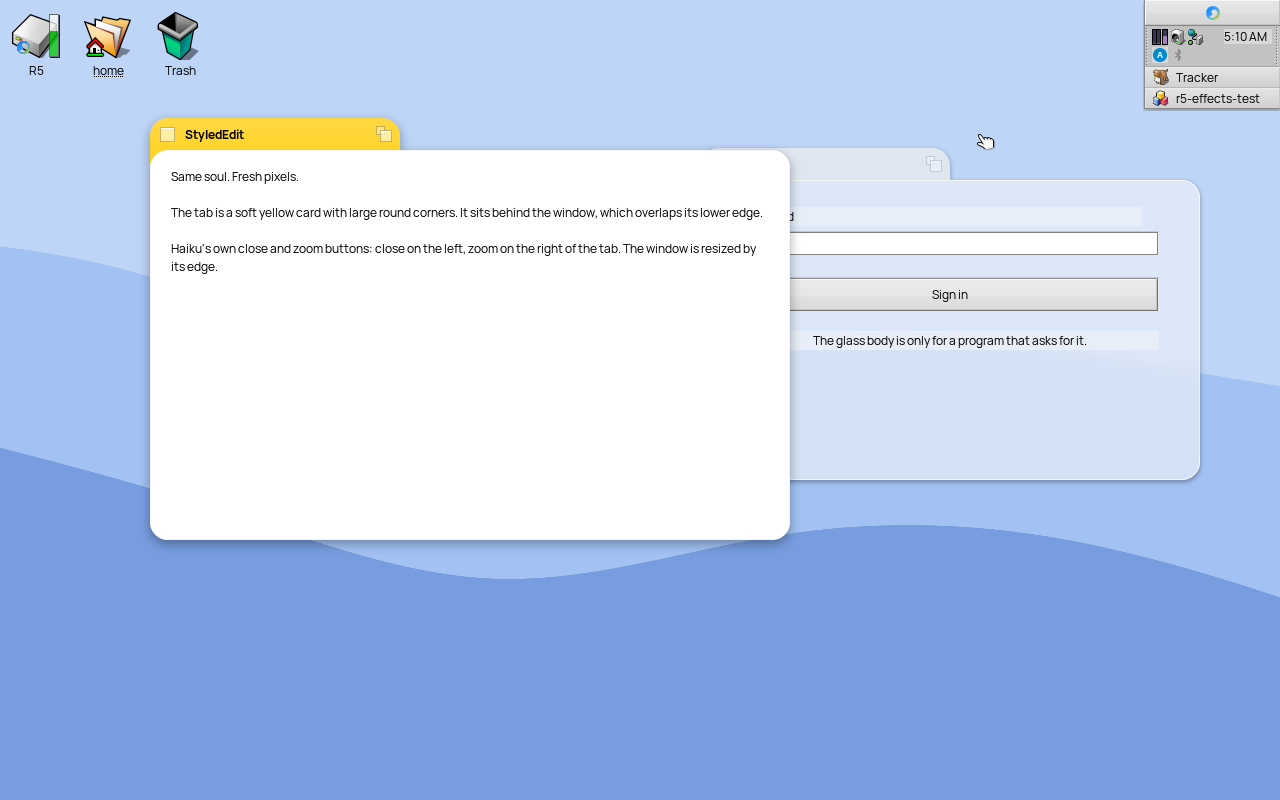 R5
home
Trash
5:10 AM
A
Tracker
r5-effects-test
StyledEdit
Same soul. Fresh pixels.
The tab is a soft yellow card with large round corners. It sits behind the window, which overlaps its lower edge.
Haiku's own close and zoom buttons: close on the left, zoom on the right of the tab. The window is resized by
its edge.
Sign in
The glass body is only for a program that asks for it.